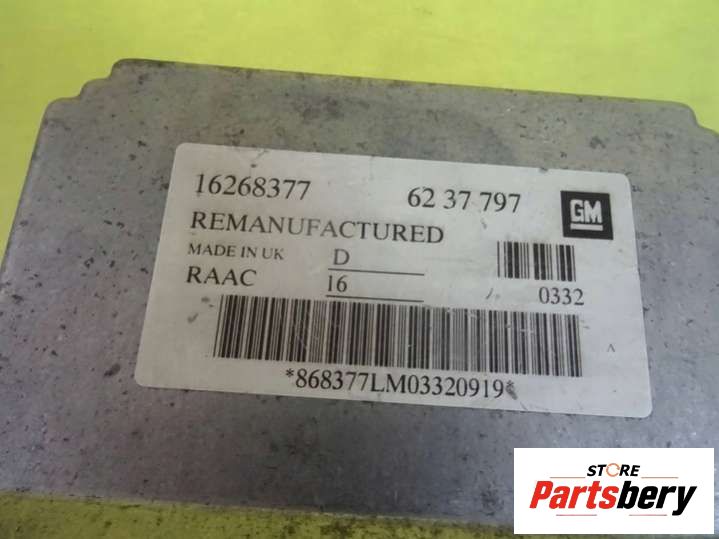 16268377 62 37 797 GM
REMANUFACTURED
MADE IN UK D
RAAC 16 0332
*868377LM03320919*
A
STORE
Partsbery